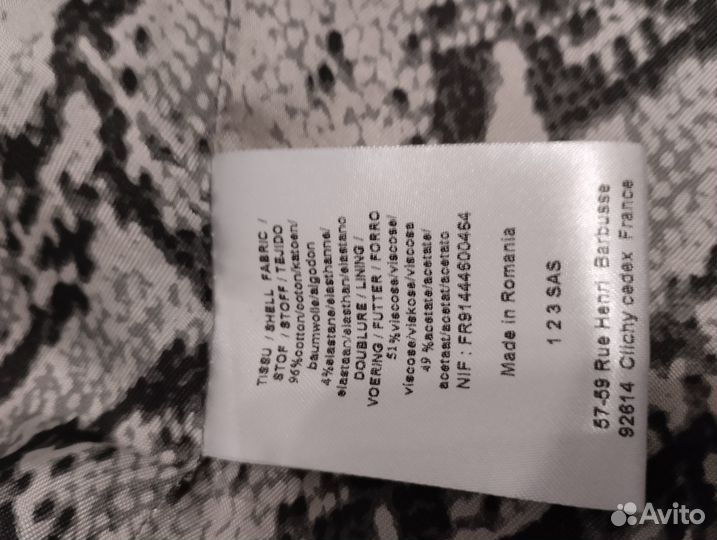 TISSU / SHELL FABRIC /
STOF / STOFF / TEJIDO
96%cotton/coton/katoen/
baumwolle/algodon
4%elastane/elasthanne/
elastaan/elasthan/elastano
DOUBLURE / LINING /
VOERING / FUTTER / FORRO
51%viscose/viscose/
viscose/viskose/viscosa
49 %acetate/acetate/
acetaat/acetat/acetato
NIF : FR91444600464
Made in Romania
1 2 3 SAS
57-59 Rue Henri Barbusse
92614 Clichy cedex France
Avito